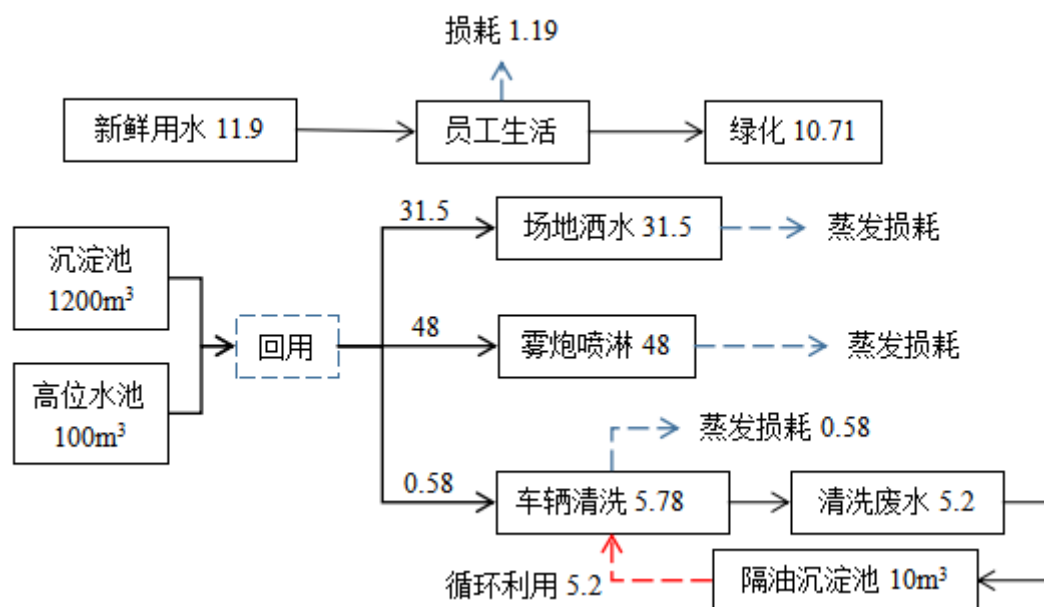 损耗 1.19
新鲜用水 11.9
员工生活
绿化 10.71
沉淀池
1200m³
高位水池
100m³
回用
31.5
场地洒水 31.5
蒸发损耗
48
雾炮喷淋 48
蒸发损耗
蒸发损耗 0.58
0.58
车辆清洗 5.78
清洗废水 5.2
循环利用 5.2
隔油沉淀池 10m³